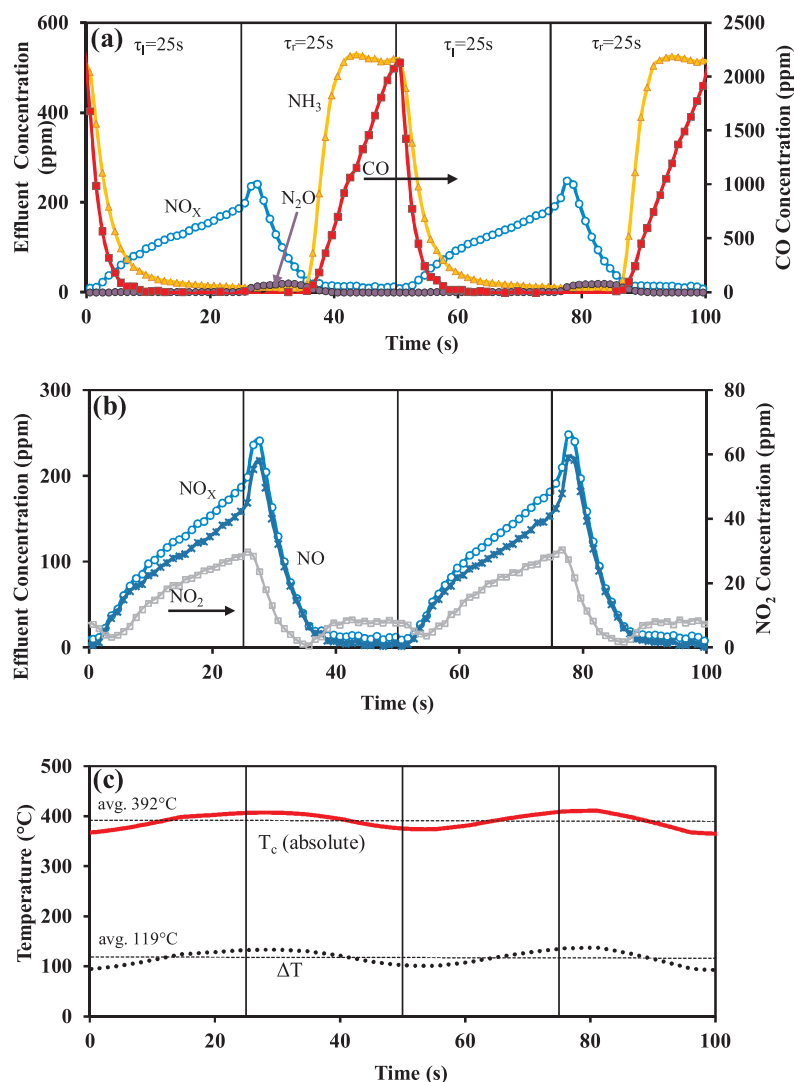 (a)
τl=25s
τr=25s
τl=25s
τr=25s
NH3
CO
N2O
NOX
Effluent Concentration
(ppm)
600
400
200
0
CO Concentration (ppm)
2500
2000
1500
1000
500
0
0 20 40 60 80 100
Time (s)
(b)
NOX
NO
NO2
Effluent Concentration (ppm)
300
200
100
0
NO2 Concentration (ppm)
80
60
40
20
0
0 20 40 60 80 100
Time (s)
(c)
avg. 392°C
Tc (absolute)
avg. 119°C
ΔT
Temperature (°C)
500
400
300
200
100
0
0 20 40 60 80 100
Time (s)